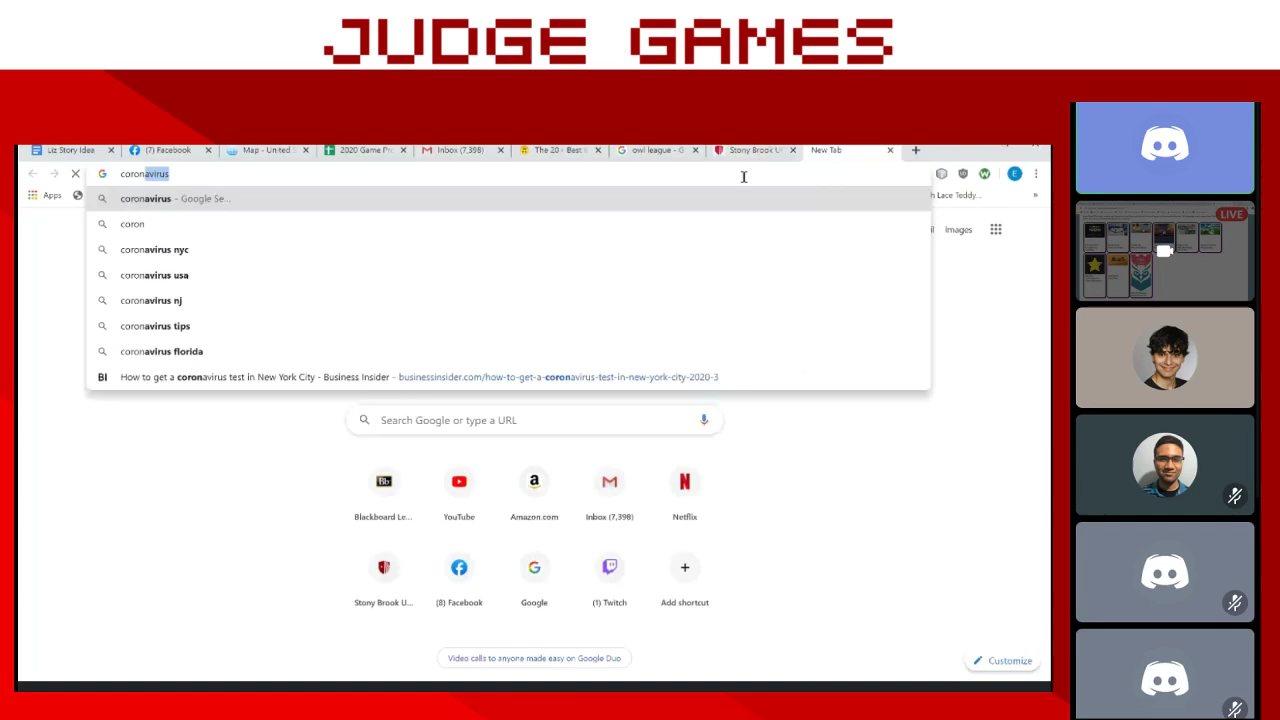 JUDGE GAMES
Liz Story Idea
(7) Facebook
Map - United S
2020 Game Pr
Inbox (7,398)
The 20 Best
owl league - G
Stony Brook U
New Tab
coronavirus
Apps
h Lace Teddy...
coronavirus - Google Se...
coron
coronavirus nyc
coronavirus usa
coronavirus nj
coronavirus tips
coronavirus florida
BI How to get a coronavirus test in New York City - Business Insider - businessinsider.com/how-to-get-a-coronavirus-test-in-new-york-city-2020-3
Images
LIVE
Search Google or type a URL
Bb
Blackboard Le...
YouTube
Amazon.com
Inbox (7,398)
Netflix
Stony Brook U...
(8) Facebook
Google
(1) Twitch
Add shortcut
Video calls to anyone made easy on Google Duo
Customize